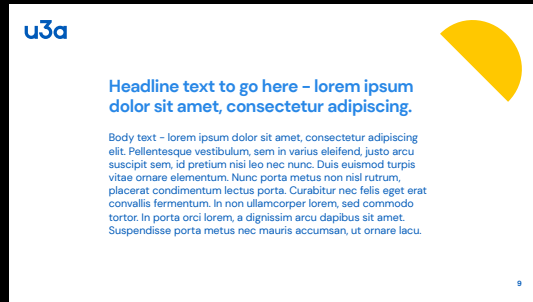 u3a
Headline text to go here – lorem ipsum
dolor sit amet, consectetur adipiscing.
Body text – lorem ipsum dolor sit amet, consectetur adipiscing
elit. Pellentesque vestibulum, sem in varius eleifend, justo arcu
suscipit sem, id pretium nisi leo nec nunc. Duis euismod turpis
vitae ornare elementum. Nunc porta metus non nisl rutrum,
placerat condimentum lectus porta. Curabitur nec felis eget erat
convallis fermentum. In non ullamcorper lorem, sed commodo
tortor. In porta orci lorem, a dignissim arcu dapibus sit amet.
Suspendisse porta metus nec mauris accumsan, ut ornare lacu.
9